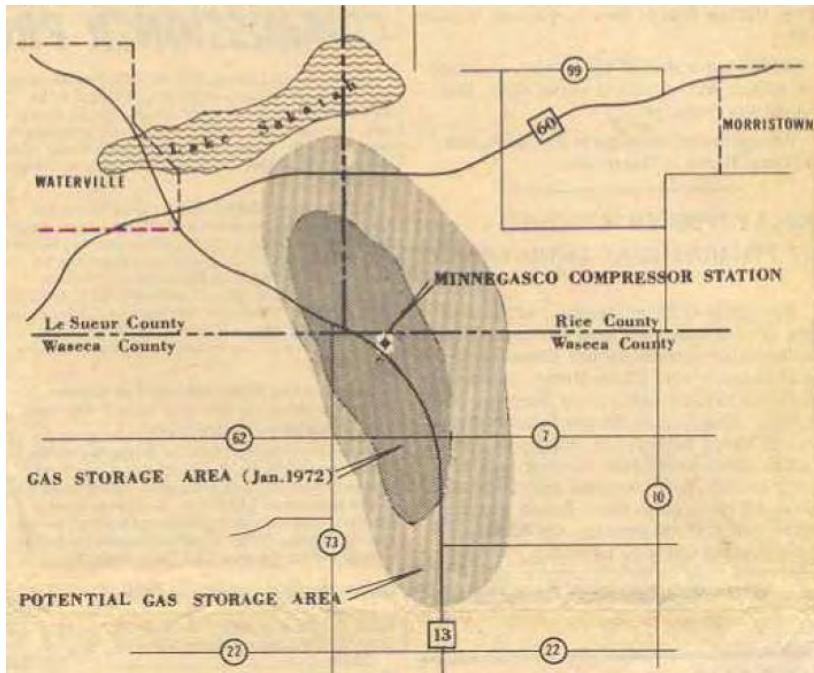 99
60
Lake Sakatah
MORRISTOWN
WATERVILLE
MINNEGASCO COMPRESSOR STATION
Le Sueur County
Rice County
Waseca County
Waseca County
62
7
GAS STORAGE AREA (Jan.1972)
10
73
POTENTIAL GAS STORAGE AREA
13
22
22